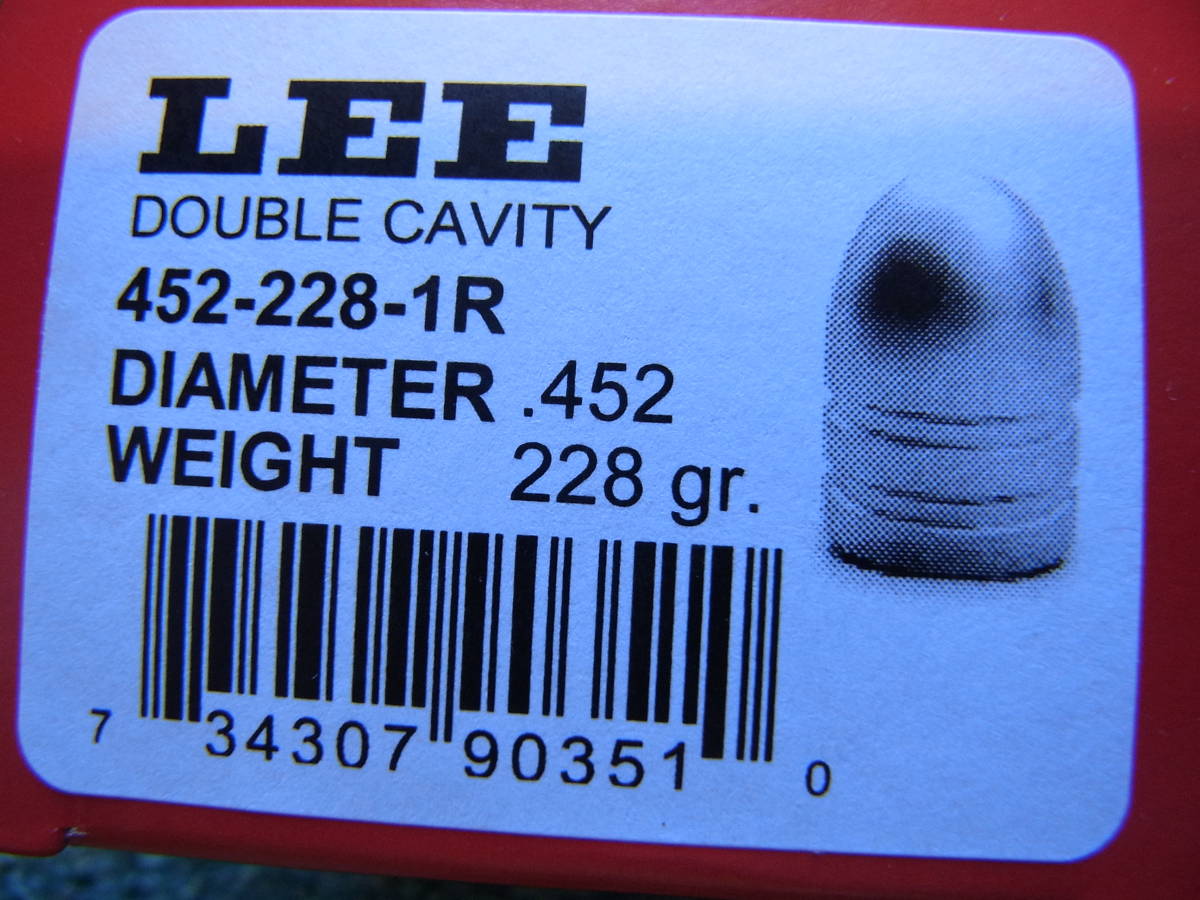 LEE
DOUBLE CAVITY
452-228-1R
DIAMETER .452
WEIGHT 228 gr.
7 34307 90351 0